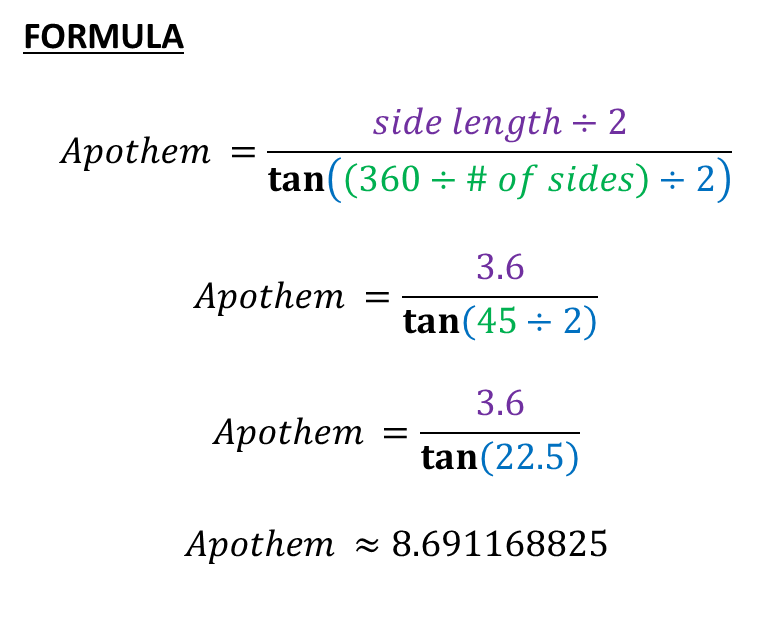 FORMULA
Apothem = side length ÷ 2
tan((360 ÷ # of sides) ÷ 2)
Apothem = 3.6
tan(45 ÷ 2)
Apothem = 3.6
tan(22.5)
Apothem ≈ 8.691168825